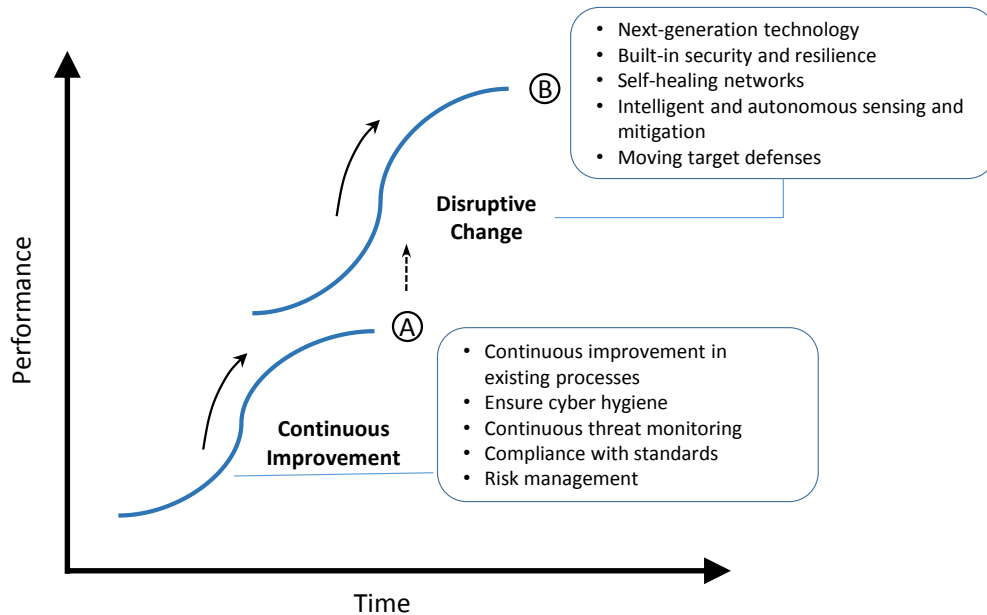 • Next-generation technology
• Built-in security and resilience
• Self-healing networks
• Intelligent and autonomous sensing and
mitigation
• Moving target defenses
B
Disruptive
Change
Performance
A
• Continuous improvement in
existing processes
• Ensure cyber hygiene
• Continuous threat monitoring
• Compliance with standards
• Risk management
Continuous
Improvement
Time